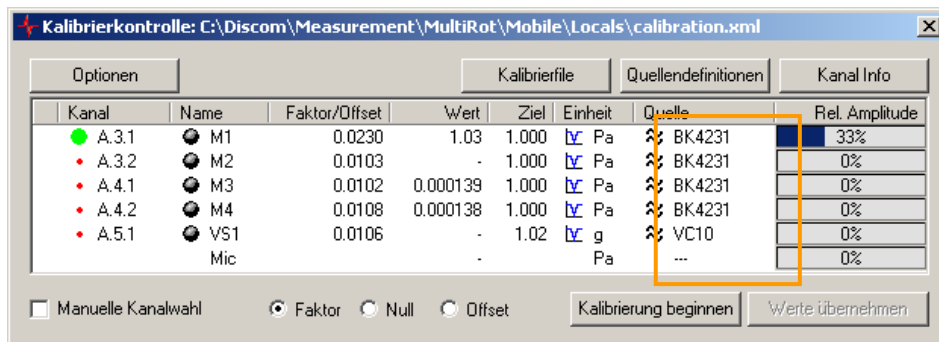 Kalibrierkontrolle: C:\Discom\Measurement\MultiRot\Mobile\Locals\calibration.xml
Optionen Kalibrierfile Quellendefinitionen Kanal Info
Kanal Name Faktor/Offset Wert Ziel Einheit Quelle Rel. Amplitude
A.3.1 M1 0.0230 1.03 1.000 Pa BK4231 33%
A.3.2 M2 0.0103 - 1.000 Pa BK4231 0%
A.4.1 M3 0.0102 0.000139 1.000 Pa BK4231 0%
A.4.2 M4 0.0108 0.000138 1.000 Pa BK4231 0%
A.5.1 VS1 0.0106 - 1.02 g VC10 0%
Mic - Pa --- 0%
Manuelle Kanalwahl Faktor Null Offset Kalibrierung beginnen Werte übernehmen